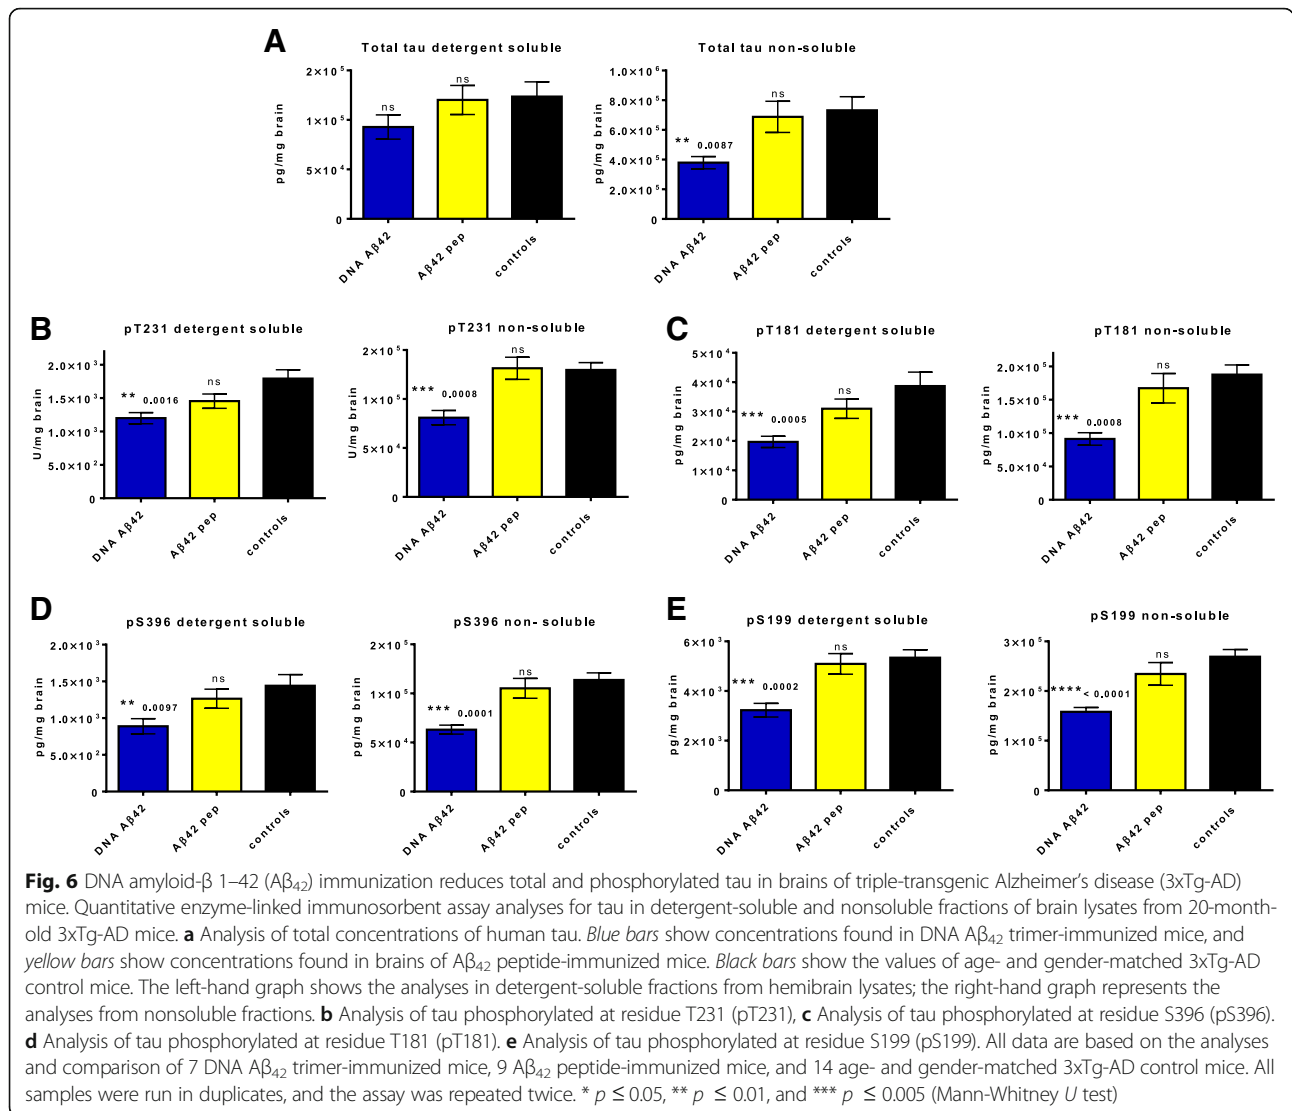 A
Total tau detergent soluble
pg/mg brain
2×10⁵
1×10⁵
5×10⁴
0
ns
ns
DNA Aβ42
Aβ42 pep
controls
Total tau non-soluble
pg/mg brain
1.0×10⁶
8.0×10⁵
6.0×10⁵
4.0×10⁵
2.0×10⁵
0
** 0.0087
DNA Aβ42
Aβ42 pep
controls
B
pT231 detergent soluble
U/mg brain
2.0×10³
1.5×10³
1.0×10³
5.0×10²
0
** 0.0016
ns
DNA Aβ42
Aβ42 pep
controls
pT231 non-soluble
U/mg brain
2×10⁵
1×10⁵
5×10⁴
0
*** 0.0008
ns
DNA Aβ42
Aβ42 pep
controls
C
pT181 detergent soluble
pg/mg brain
5×10⁴
4×10⁴
3×10⁴
2×10⁴
1×10⁴
0
*** 0.0005
ns
DNA Aβ42
Aβ42 pep
controls
pT181 non-soluble
pg/mg brain
2.0×10⁵
1.5×10⁵
1.0×10⁵
5.0×10⁴
0
*** 0.0008
ns
DNA Aβ42
Aβ42 pep
controls
D
pS396 detergent soluble
pg/mg brain
2.0×10³
1.5×10³
1.0×10³
5.0×10²
0
** 0.0097
ns
DNA Aβ42
Aβ42 pep
controls
pS396 non- soluble
pg/mg brain
2×10⁵
1×10⁵
5×10⁴
0
*** 0.0001
ns
DNA Aβ42
Aβ42 pep
controls
E
pS199 detergent soluble
pg/mg brain
6×10³
4×10³
2×10³
0
*** 0.0002
ns
DNA Aβ42
Aβ42 pep
controls
pS199 non-soluble
pg/mg brain
3×10⁵
2×10⁵
1×10⁵
0
**** < 0.0001
ns
DNA Aβ42
Aβ42 pep
controls
Fig. 6 DNA amyloid-β 1–42 (Aβ₄₂) immunization reduces total and phosphorylated tau in brains of triple-transgenic Alzheimer's disease (3xTg-AD)
mice. Quantitative enzyme-linked immunosorbent assay analyses for tau in detergent-soluble and nonsoluble fractions of brain lysates from 20-month-
old 3xTg-AD mice. a Analysis of total concentrations of human tau. Blue bars show concentrations found in DNA Aβ₄₂ trimer-immunized mice, and
yellow bars show concentrations found in brains of Aβ₄₂ peptide-immunized mice. Black bars show the values of age- and gender-matched 3xTg-AD
control mice. The left-hand graph shows the analyses in detergent-soluble fractions from hemibrain lysates; the right-hand graph represents the
analyses from nonsoluble fractions. b Analysis of tau phosphorylated at residue T231 (pT231), c Analysis of tau phosphorylated at residue S396 (pS396).
d Analysis of tau phosphorylated at residue T181 (pT181). e Analysis of tau phosphorylated at residue S199 (pS199). All data are based on the analyses
and comparison of 7 DNA Aβ₄₂ trimer-immunized mice, 9 Aβ₄₂ peptide-immunized mice, and 14 age- and gender-matched 3xTg-AD control mice. All
samples were run in duplicates, and the assay was repeated twice. * p ≤ 0.05, ** p ≤ 0.01, and *** p ≤ 0.005 (Mann-Whitney U test)